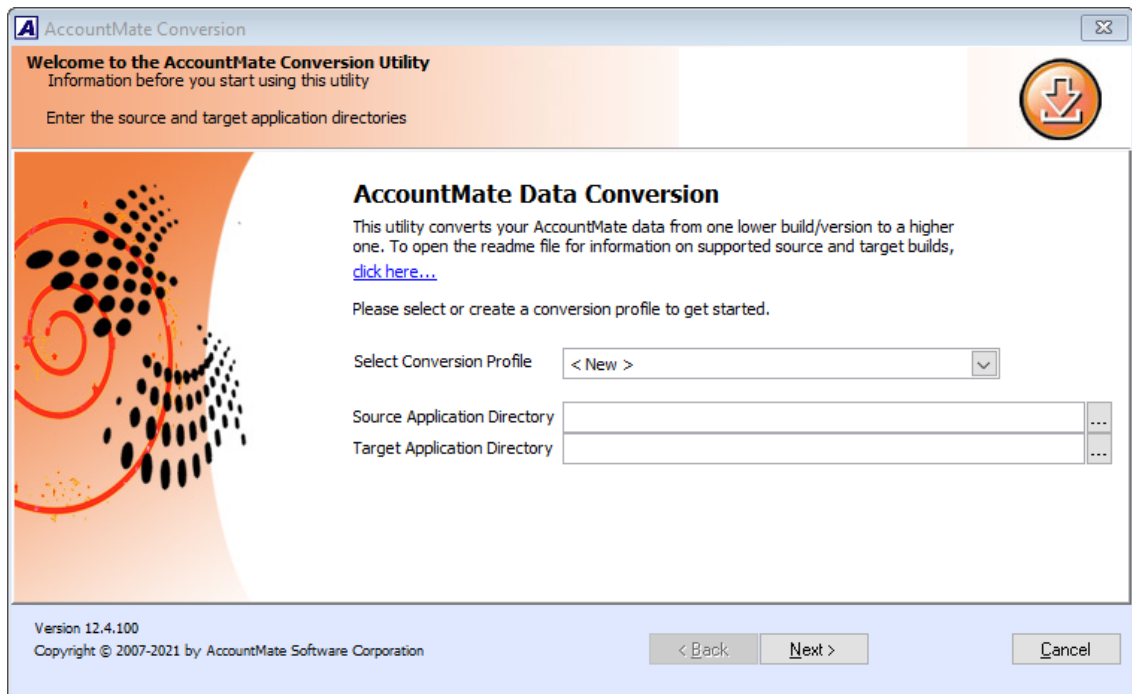 AccountMate Conversion
Welcome to the AccountMate Conversion Utility
Information before you start using this utility
Enter the source and target application directories
AccountMate Data Conversion
This utility converts your AccountMate data from one lower build/version to a higher
one. To open the readme file for information on supported source and target builds,
click here...
Please select or create a conversion profile to get started.
Select Conversion Profile < New >
Source Application Directory ...
Target Application Directory ...
Version 12.4.100
Copyright © 2007-2021 by AccountMate Software Corporation
< Back Next > Cancel